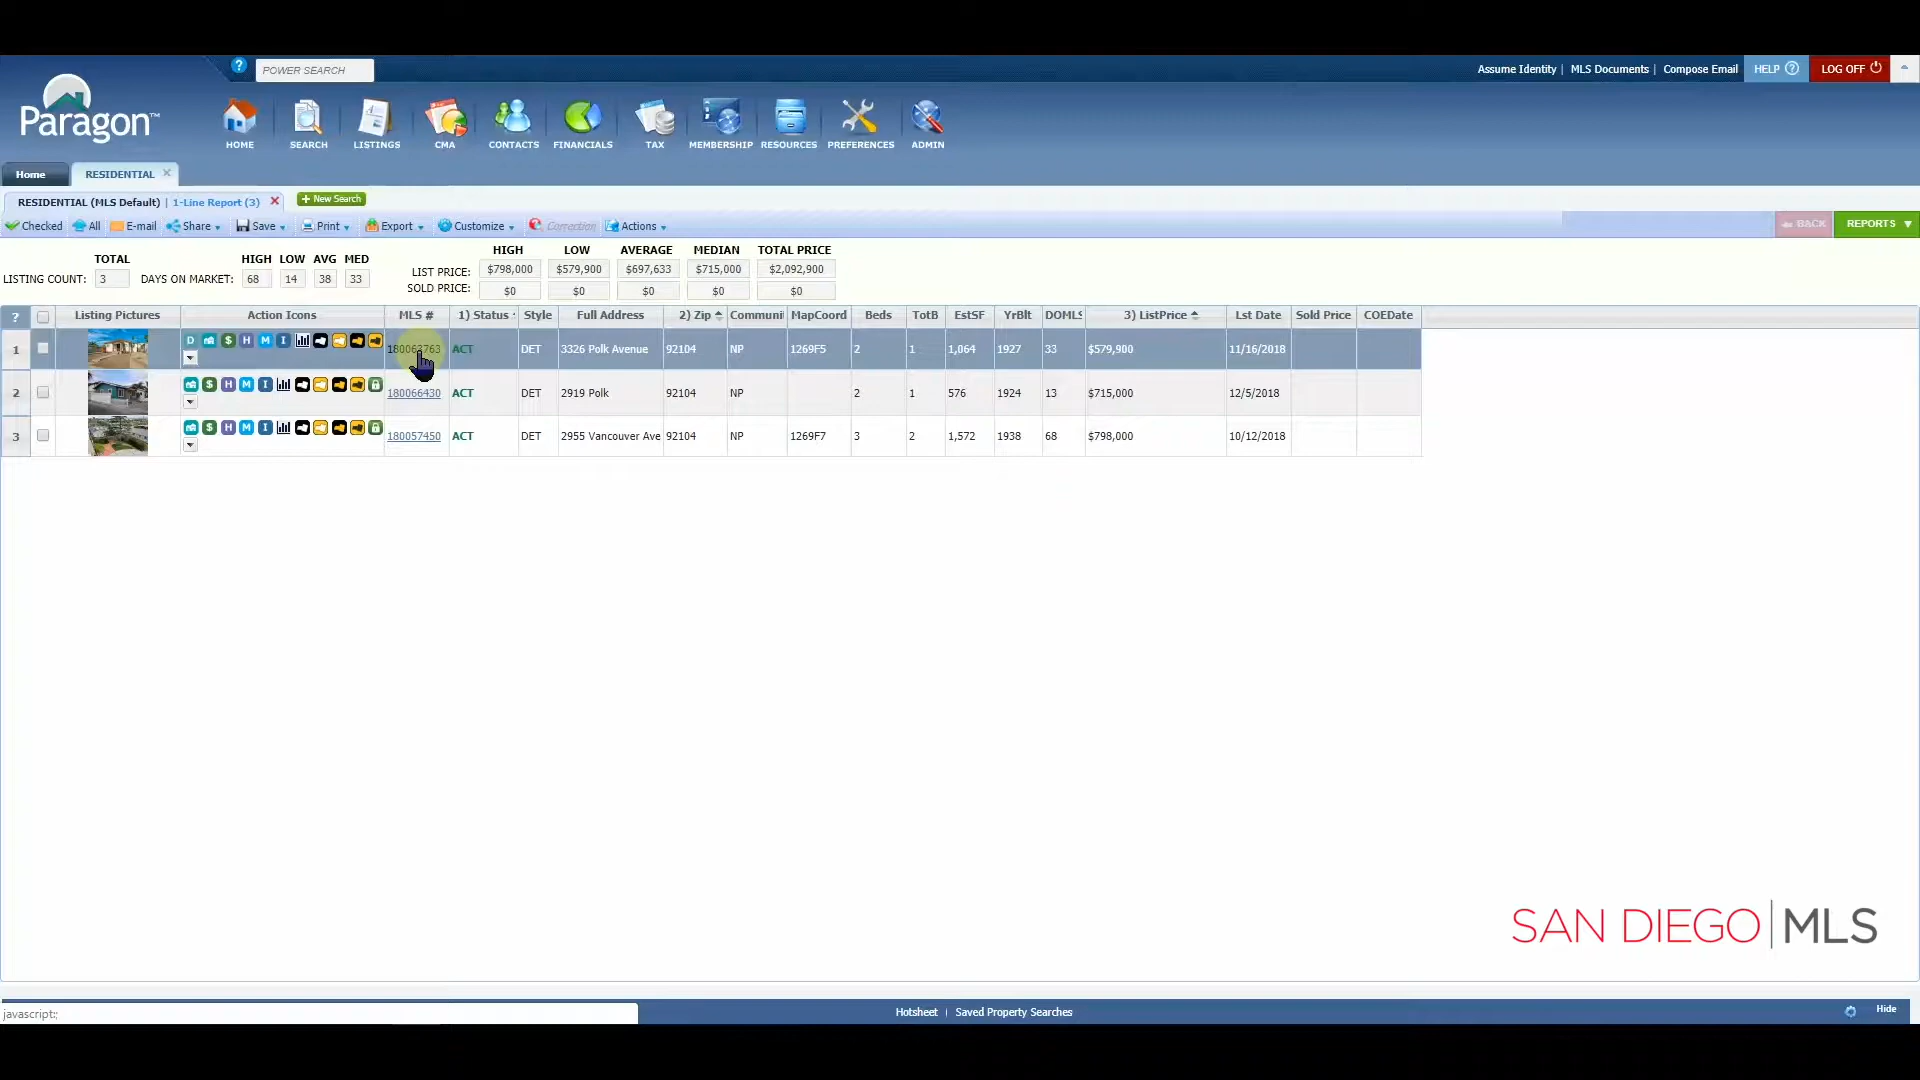 POWER SEARCH
Assume Identity | MLS Documents | Compose Email HELP LOG OFF
Paragon™
HOME SEARCH LISTINGS CMA CONTACTS FINANCIALS TAX MEMBERSHIP RESOURCES PREFERENCES ADMIN
Home RESIDENTIAL
RESIDENTIAL (MLS Default) | 1-Line Report (3) + New Search
Checked All E-mail Share Save Print Export Customize Correction Actions BACK REPORTS
HIGH LOW AVERAGE MEDIAN TOTAL PRICE
TOTAL HIGH LOW AVG MED
LIST PRICE: $798,000 $579,900 $697,633 $715,000 $2,092,900
LISTING COUNT: 3 DAYS ON MARKET: 68 14 38 33
SOLD PRICE: $0 $0 $0 $0 $0
? Listing Pictures Action Icons MLS # 1) Status Style Full Address 2) Zip Communi MapCoord Beds TotB EstSF YrBlt DOMLS 3) ListPrice Lst Date Sold Price COEDate
1 D $ H M I 180063763 ACT DET 3326 Polk Avenue 92104 NP 1269F5 2 1 1,064 1927 33 $579,900 11/16/2018
2 $ H M I 180066430 ACT DET 2919 Polk 92104 NP 2 1 576 1924 13 $715,000 12/5/2018
3 $ H M I 180057450 ACT DET 2955 Vancouver Ave 92104 NP 1269F7 3 2 1,572 1938 68 $798,000 10/12/2018
SAN DIEGO | MLS
javascript:;
Hotsheet | Saved Property Searches
Hide